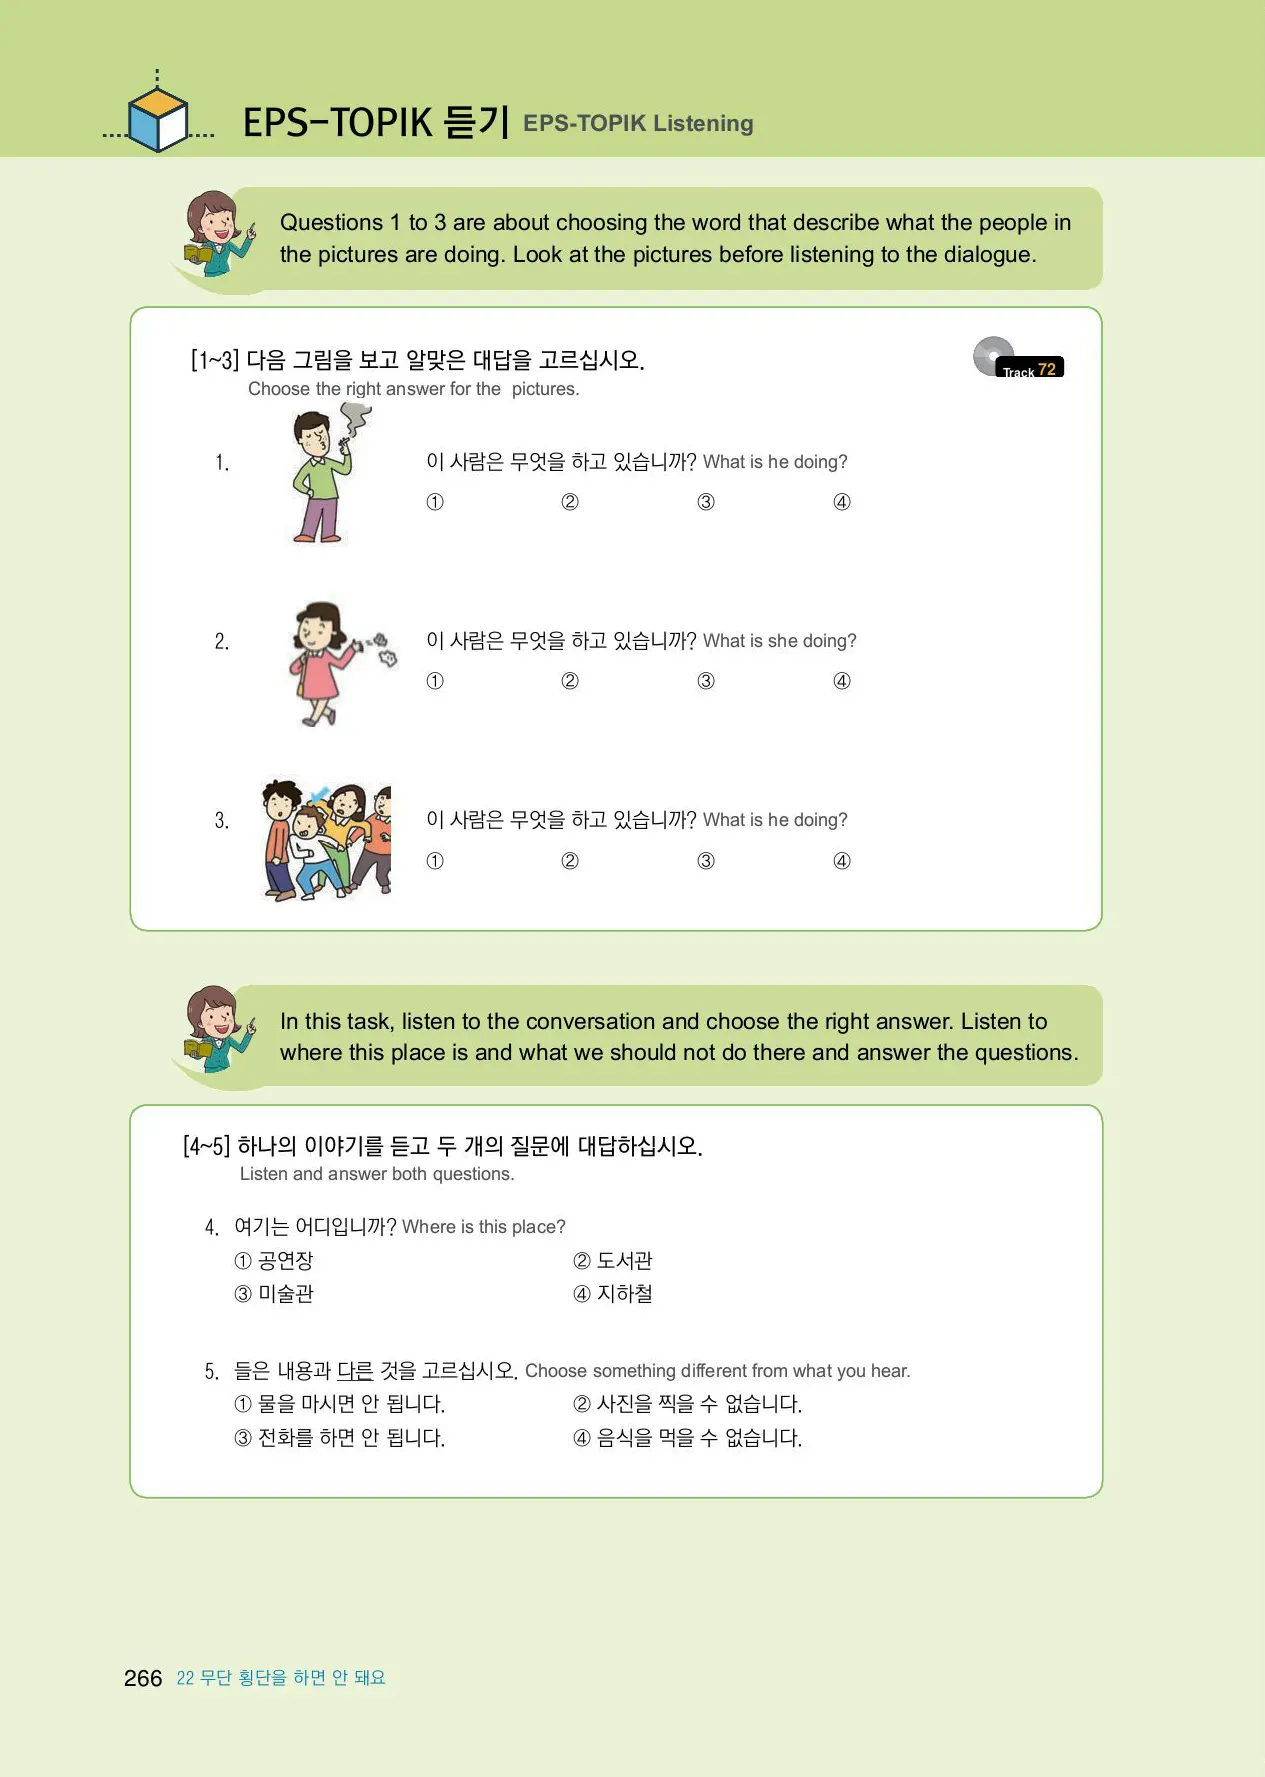 EPS-TOPIK 듣기 EPS-TOPIK Listening
Questions 1 to 3 are about choosing the word that describe what the people in
the pictures are doing. Look at the pictures before listening to the dialogue.
[1~3] 다음 그림을 보고 알맞은 대답을 고르십시오.
Track 72
Choose the right answer for the pictures.
1. 이 사람은 무엇을 하고 있습니까? What is he doing?
① ② ③ ④
2. 이 사람은 무엇을 하고 있습니까? What is she doing?
① ② ③ ④
3. 이 사람은 무엇을 하고 있습니까? What is he doing?
① ② ③ ④
In this task, listen to the conversation and choose the right answer. Listen to
where this place is and what we should not do there and answer the questions.
[4~5] 하나의 이야기를 듣고 두 개의 질문에 대답하십시오.
Listen and answer both questions.
4. 여기는 어디입니까? Where is this place?
① 공연장 ② 도서관
③ 미술관 ④ 지하철
5. 들은 내용과 다른 것을 고르십시오. Choose something different from what you hear.
① 물을 마시면 안 됩니다. ② 사진을 찍을 수 없습니다.
③ 전화를 하면 안 됩니다. ④ 음식을 먹을 수 없습니다.
266 22 무단 횡단을 하면 안 돼요